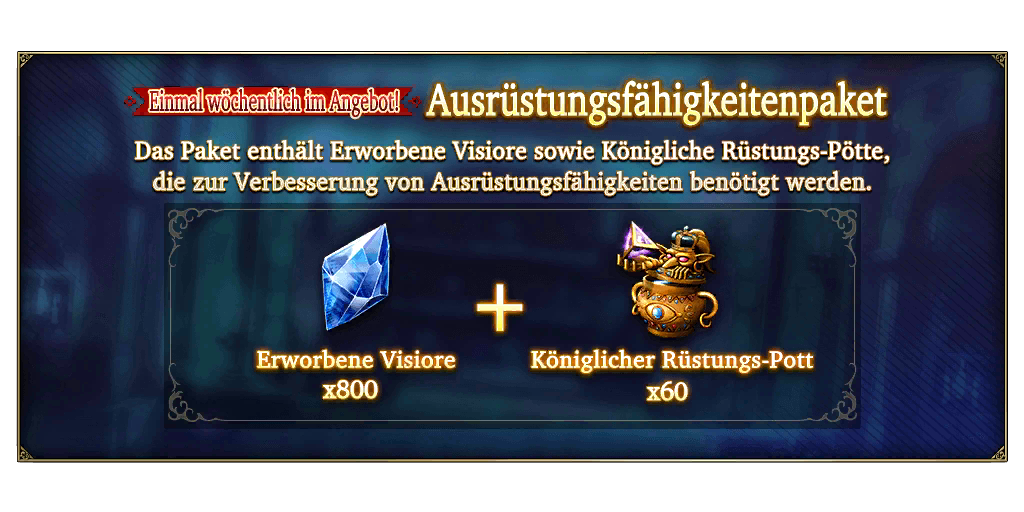 Einmal wöchentlich im Angebot! Ausrüstungsfähigkeitenpaket
Das Paket enthält Erworbene Visiore sowie Königliche Rüstungs-Pötte,
die zur Verbesserung von Ausrüstungsfähigkeiten benötigt werden.
Erworbene Visiore
x800
+
Königlicher Rüstungs-Pott
x60